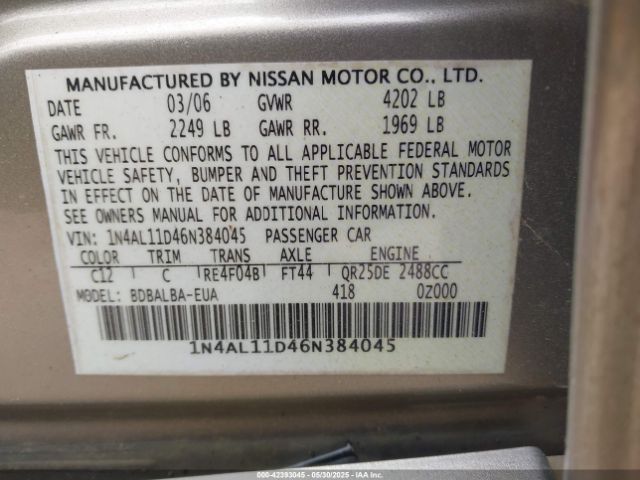 MANUFACTURED BY NISSAN MOTOR CO., LTD.
DATE 03/06 GVWR 4202 LB
GAWR FR. 2249 LB GAWR RR. 1969 LB
THIS VEHICLE CONFORMS TO ALL APPLICABLE FEDERAL MOTOR
VEHICLE SAFETY, BUMPER AND THEFT PREVENTION STANDARDS
IN EFFECT ON THE DATE OF MANUFACTURE SHOWN ABOVE.
SEE OWNERS MANUAL FOR ADDITIONAL INFORMATION.
VIN: 1N4AL11D46N384045 PASSENGER CAR
COLOR TRIM TRANS AXLE ENGINE
C12 C RE4F04B FT44 QR25DE 2488CC
MODEL: BDBALBA-EUA 418 0Z000
1N4AL11D46N384045
000-42393045 - 05/30/2025 - IAAI.COM